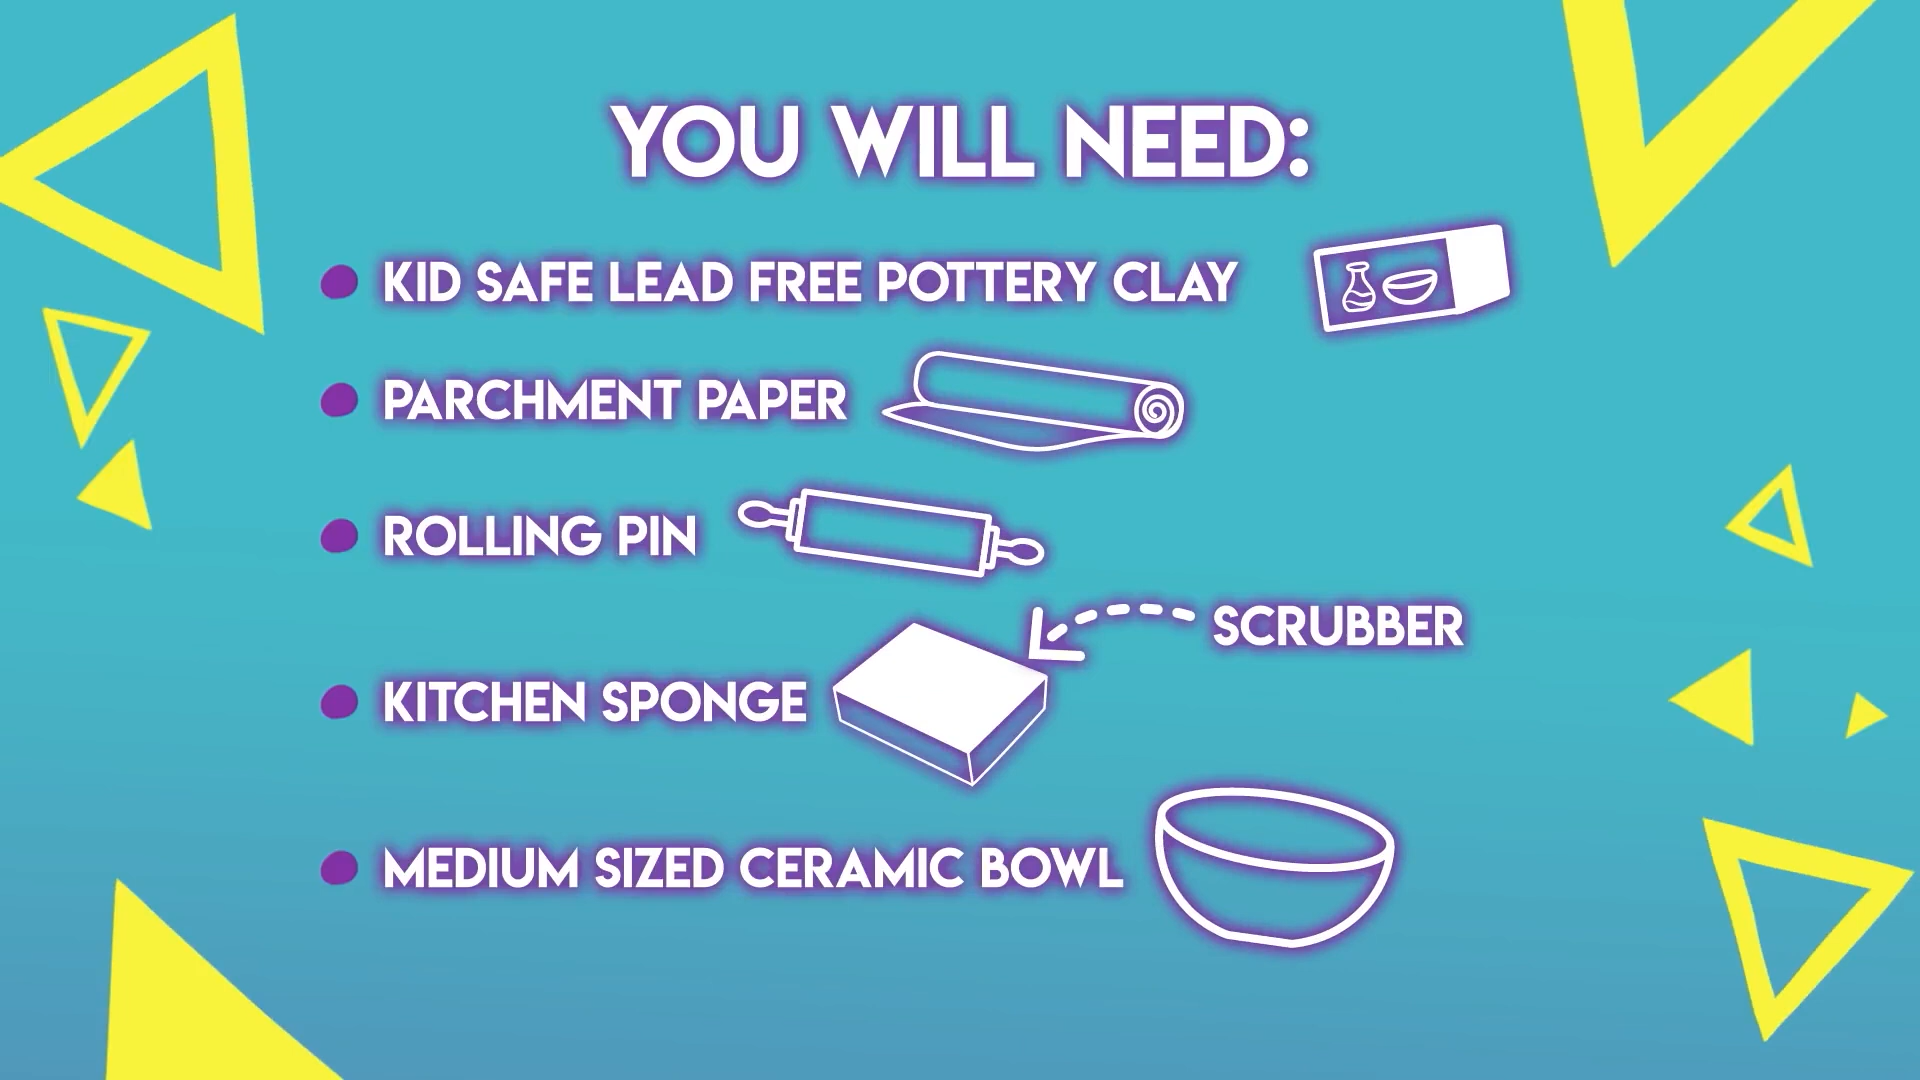 YOU WILL NEED:
KID SAFE LEAD FREE POTTERY CLAY
PARCHMENT PAPER
ROLLING PIN
SCRUBBER
KITCHEN SPONGE
MEDIUM SIZED CERAMIC BOWL